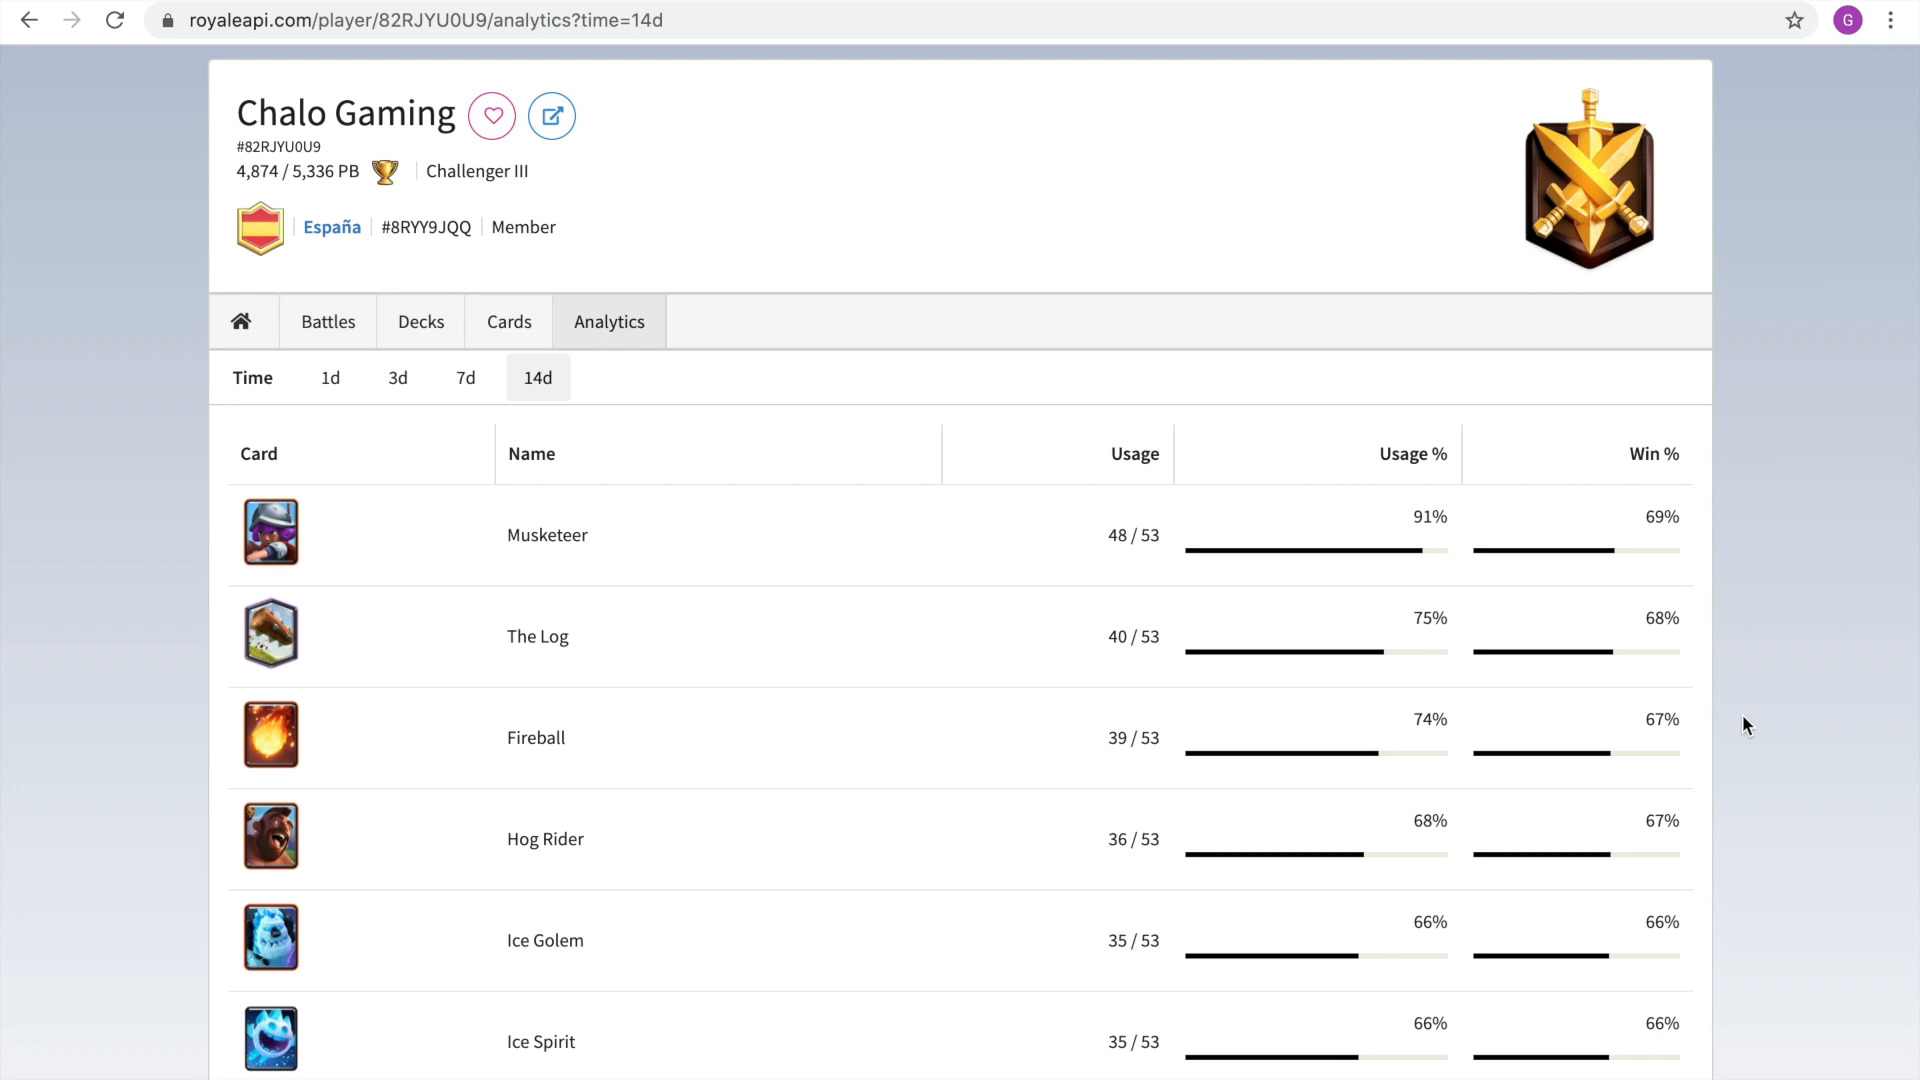 royaleapi.com/player/82RJYU0U9/analytics?time=14d
G
Chalo Gaming
#82RJYU0U9
4,874 / 5,336 PB Challenger III
España #8RYY9JQQ Member
Battles Decks Cards Analytics
Time 1d 3d 7d 14d
Card Name Usage Usage % Win %
Musketeer 48 / 53 91% 69%
The Log 40 / 53 75% 68%
Fireball 39 / 53 74% 67%
Hog Rider 36 / 53 68% 67%
Ice Golem 35 / 53 66% 66%
Ice Spirit 35 / 53 66% 66%